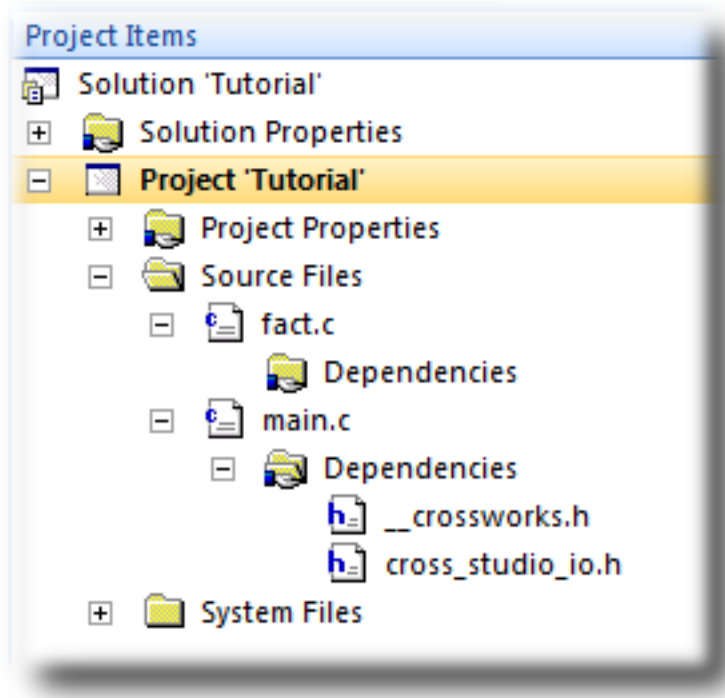 Project Items
Solution 'Tutorial'
Solution Properties
Project 'Tutorial'
Project Properties
Source Files
fact.c
Dependencies
main.c
Dependencies
__crossworks.h
cross_studio_io.h
System Files